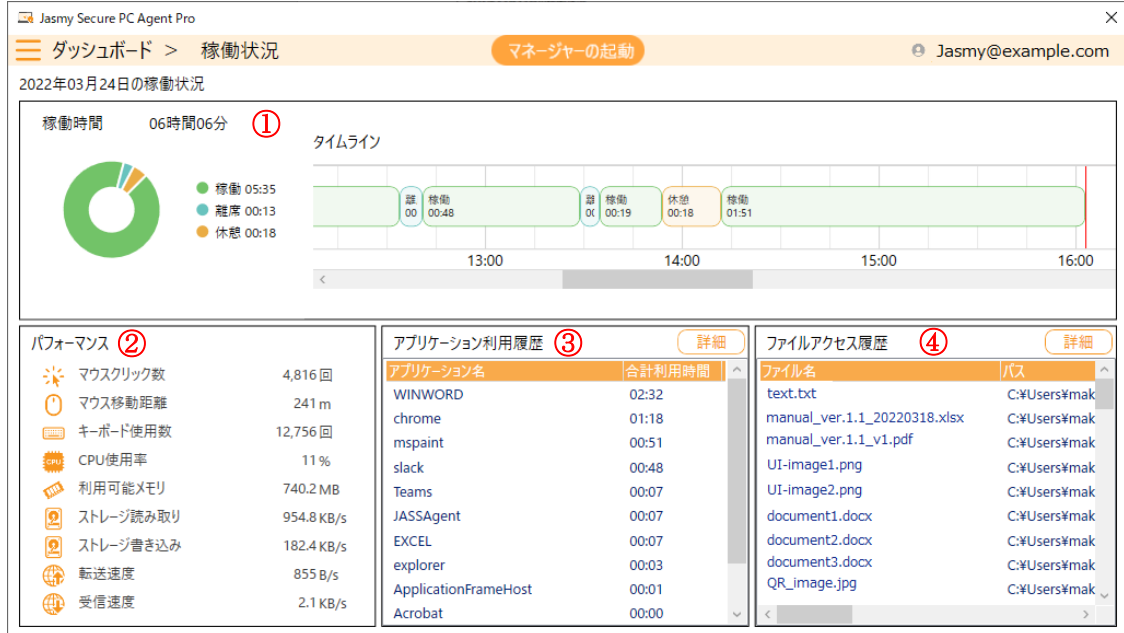 Jasmy Secure PC Agent Pro
ダッシュボード > 稼働状況
マネージャーの起動
Jasmy@example.com
2022年03月24日の稼働状況
稼働時間 06時間06分 ①
稼働 05:35
離席 00:13
休憩 00:18
タイムライン
離 00
稼働 00:48
離 00
稼働 00:19
休憩 00:18
稼働 01:51
13:00 14:00 15:00 16:00
パフォーマンス ②
マウスクリック数 4,816 回
マウス移動距離 241 m
キーボード使用数 12,756 回
CPU使用率 11 %
利用可能メモリ 740.2 MB
ストレージ読み取り 954.8 KB/s
ストレージ書き込み 182.4 KB/s
転送速度 855 B/s
受信速度 2.1 KB/s
アプリケーション利用履歴 ③ 詳細
アプリケーション名 合計利用時間
WINWORD 02:32
chrome 01:18
mspaint 00:51
slack 00:48
Teams 00:07
JASSAgent 00:07
EXCEL 00:07
explorer 00:03
ApplicationFrameHost 00:01
Acrobat 00:00
ファイルアクセス履歴 ④ 詳細
ファイル名 パス
text.txt C:¥Users¥mak
manual_ver.1.1_20220318.xlsx C:¥Users¥mak
manual_ver.1.1_v1.pdf C:¥Users¥mak
UI-image1.png C:¥Users¥mak
UI-image2.png C:¥Users¥mak
document1.docx C:¥Users¥mak
document2.docx C:¥Users¥mak
document3.docx C:¥Users¥mak
QR_image.jpg C:¥Users¥mak